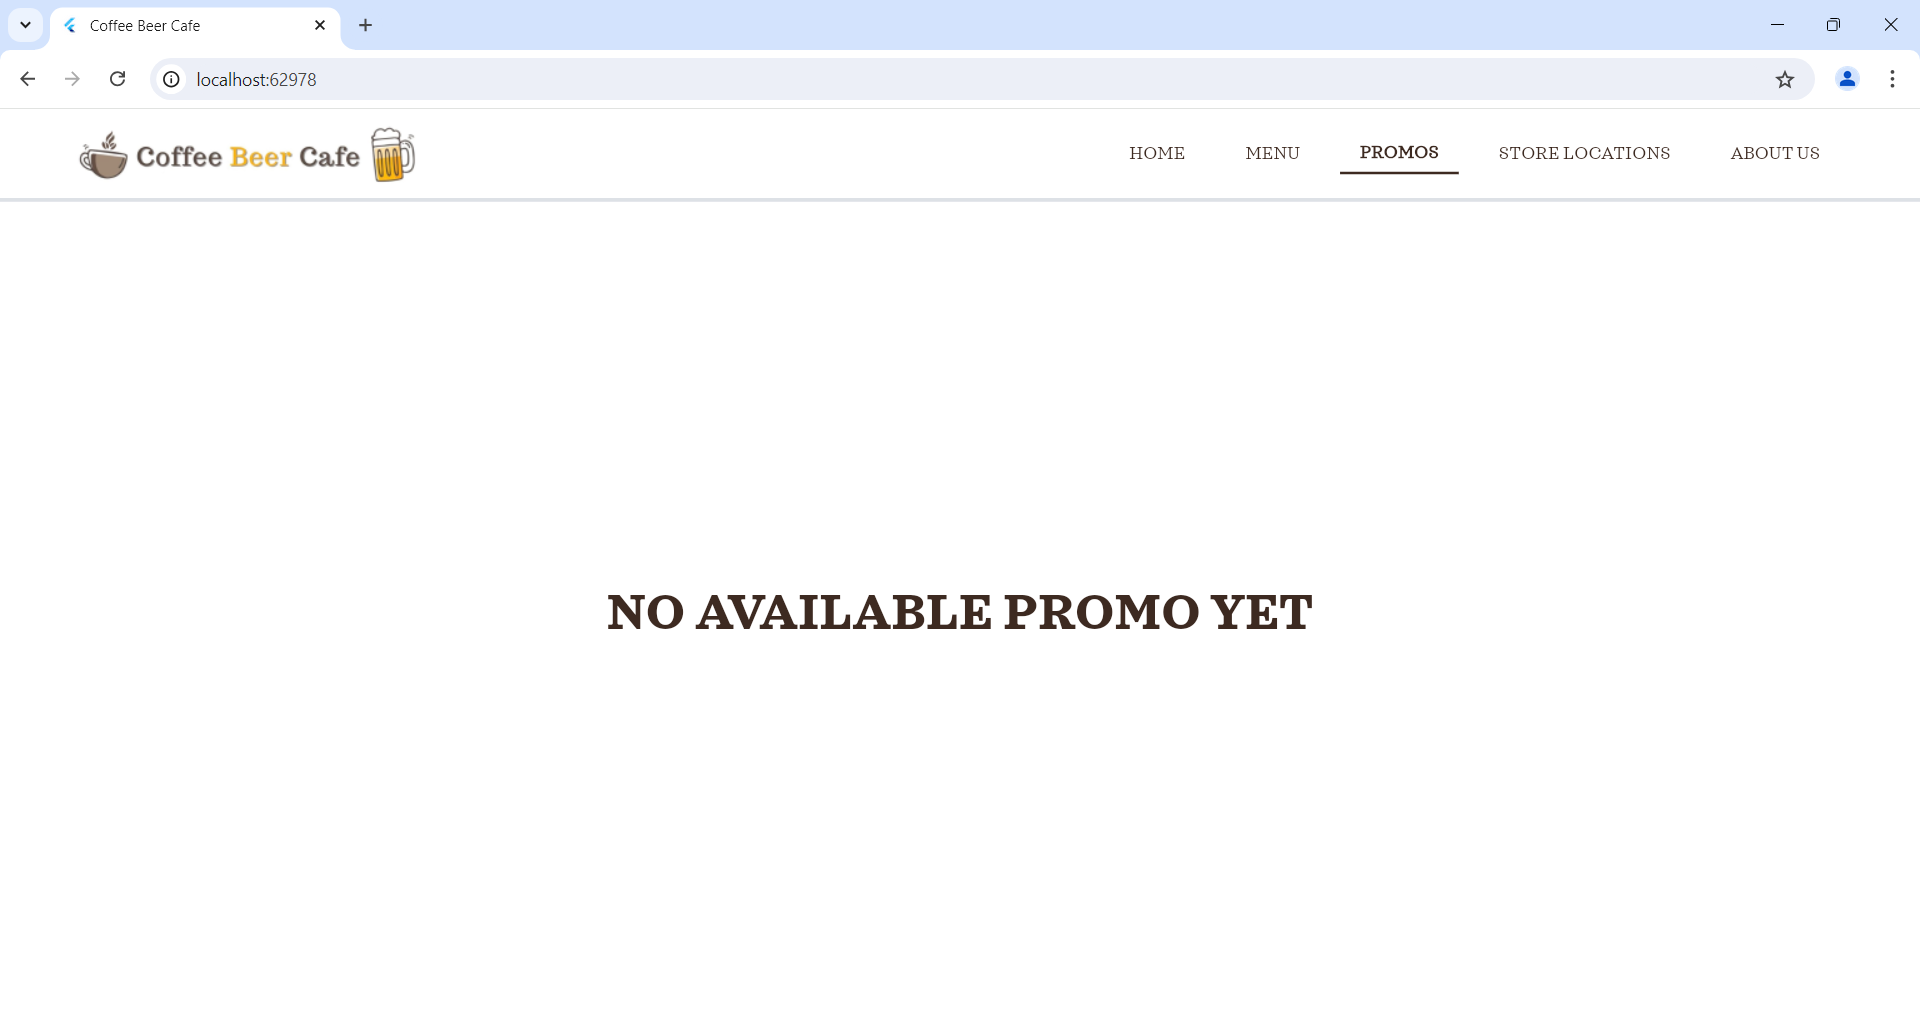 Coffee Beer Cafe
localhost:62978
Coffee Beer Cafe
HOME MENU PROMOS STORE LOCATIONS ABOUT US
NO AVAILABLE PROMO YET